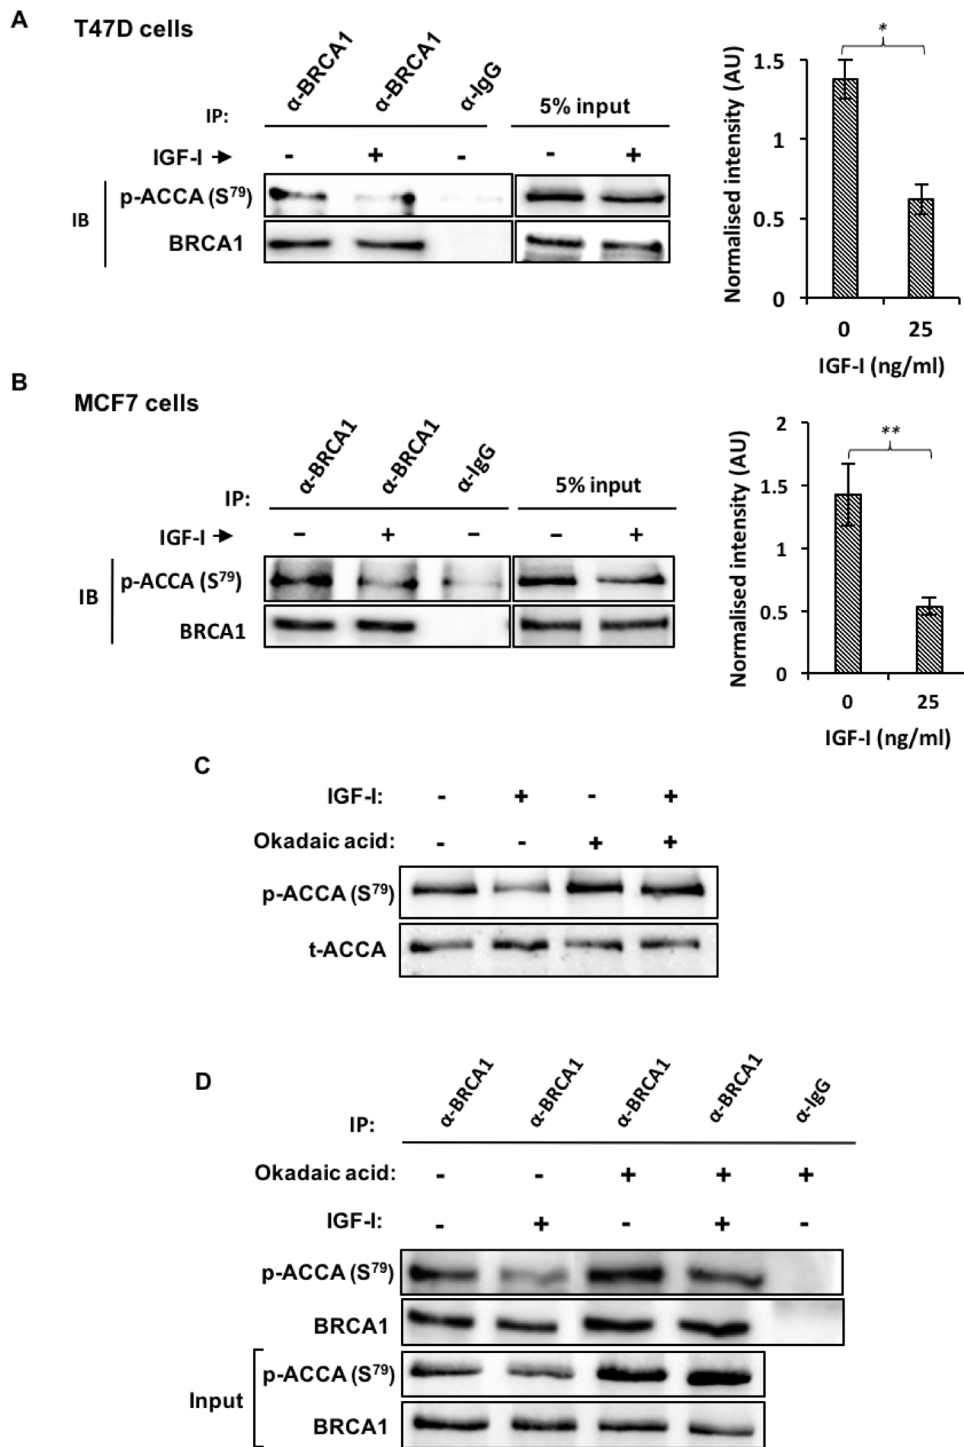 A
T47D cells
α-BRCA1 α-BRCA1 α-IgG
IP: 5% input
IGF-I - + - - +
IB
p-ACCA (S79)
BRCA1
Normalised intensity (AU)
*
1.5
1
0.5
0
0 25
IGF-I (ng/ml)
B
MCF7 cells
α-BRCA1 α-BRCA1 α-IgG
IP: 5% input
IGF-I - + - - +
IB
p-ACCA (S79)
BRCA1
Normalised intensity (AU)
**
2
1.5
1
0.5
0
0 25
IGF-I (ng/ml)
C
IGF-I: - + - +
Okadaic acid: - - + +
p-ACCA (S79)
t-ACCA
D
α-BRCA1 α-BRCA1 α-BRCA1 α-BRCA1 α-IgG
IP:
Okadaic acid: - - + + +
IGF-I: - + - + -
p-ACCA (S79)
BRCA1
Input
p-ACCA (S79)
BRCA1